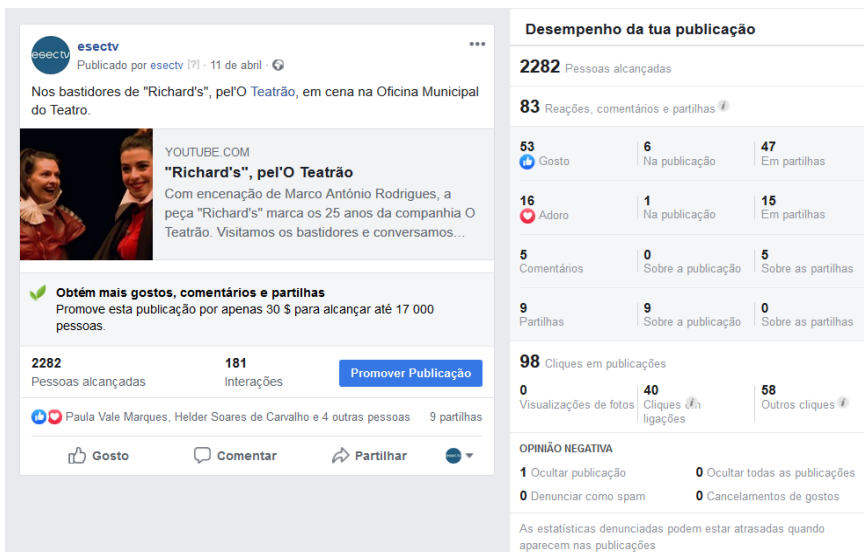 esectv
esectv
Publicado por esectv [?] · 11 de abril ·
Nos bastidores de "Richard's", pel'O Teatrão, em cena na Oficina Municipal
do Teatro.
YOUTUBE.COM
"Richard's", pel'O Teatrão
Com encenação de Marco António Rodrigues, a
peça "Richard's" marca os 25 anos da companhia O
Teatrão. Visitamos os bastidores e conversamos...
Obtém mais gostos, comentários e partilhas
Promove esta publicação por apenas 30 $ para alcançar até 17 000
pessoas.
2282 181
Pessoas alcançadas Interações
Promover Publicação
Paula Vale Marques, Helder Soares de Carvalho e 4 outras pessoas 9 partilhas
Gosto Comentar Partilhar
esectv
Desempenho da tua publicação
2282 Pessoas alcançadas
83 Reações, comentários e partilhas i
53 6 47
Gosto Na publicação Em partilhas
16 1 15
Adoro Na publicação Em partilhas
5 0 5
Comentários Sobre a publicação Sobre as partilhas
9 9 0
Partilhas Sobre a publicação Sobre as partilhas
98 Cliques em publicações
0 40 58
Visualizações de fotos Cliques em i Outros cliques i
ligações
OPINIÃO NEGATIVA
1 Ocultar publicação 0 Ocultar todas as publicações
0 Denunciar como spam 0 Cancelamentos de gostos
As estatísticas denunciadas podem estar atrasadas quando
aparecem nas publicações